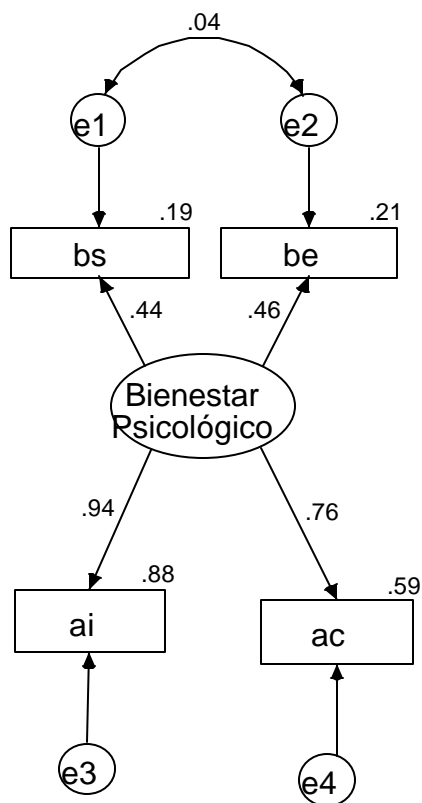 .04
e1
e2
.19
.21
bs
be
.44
.46
Bienestar
Psicológico
.94
.76
.88
.59
ai
ac
e3
e4